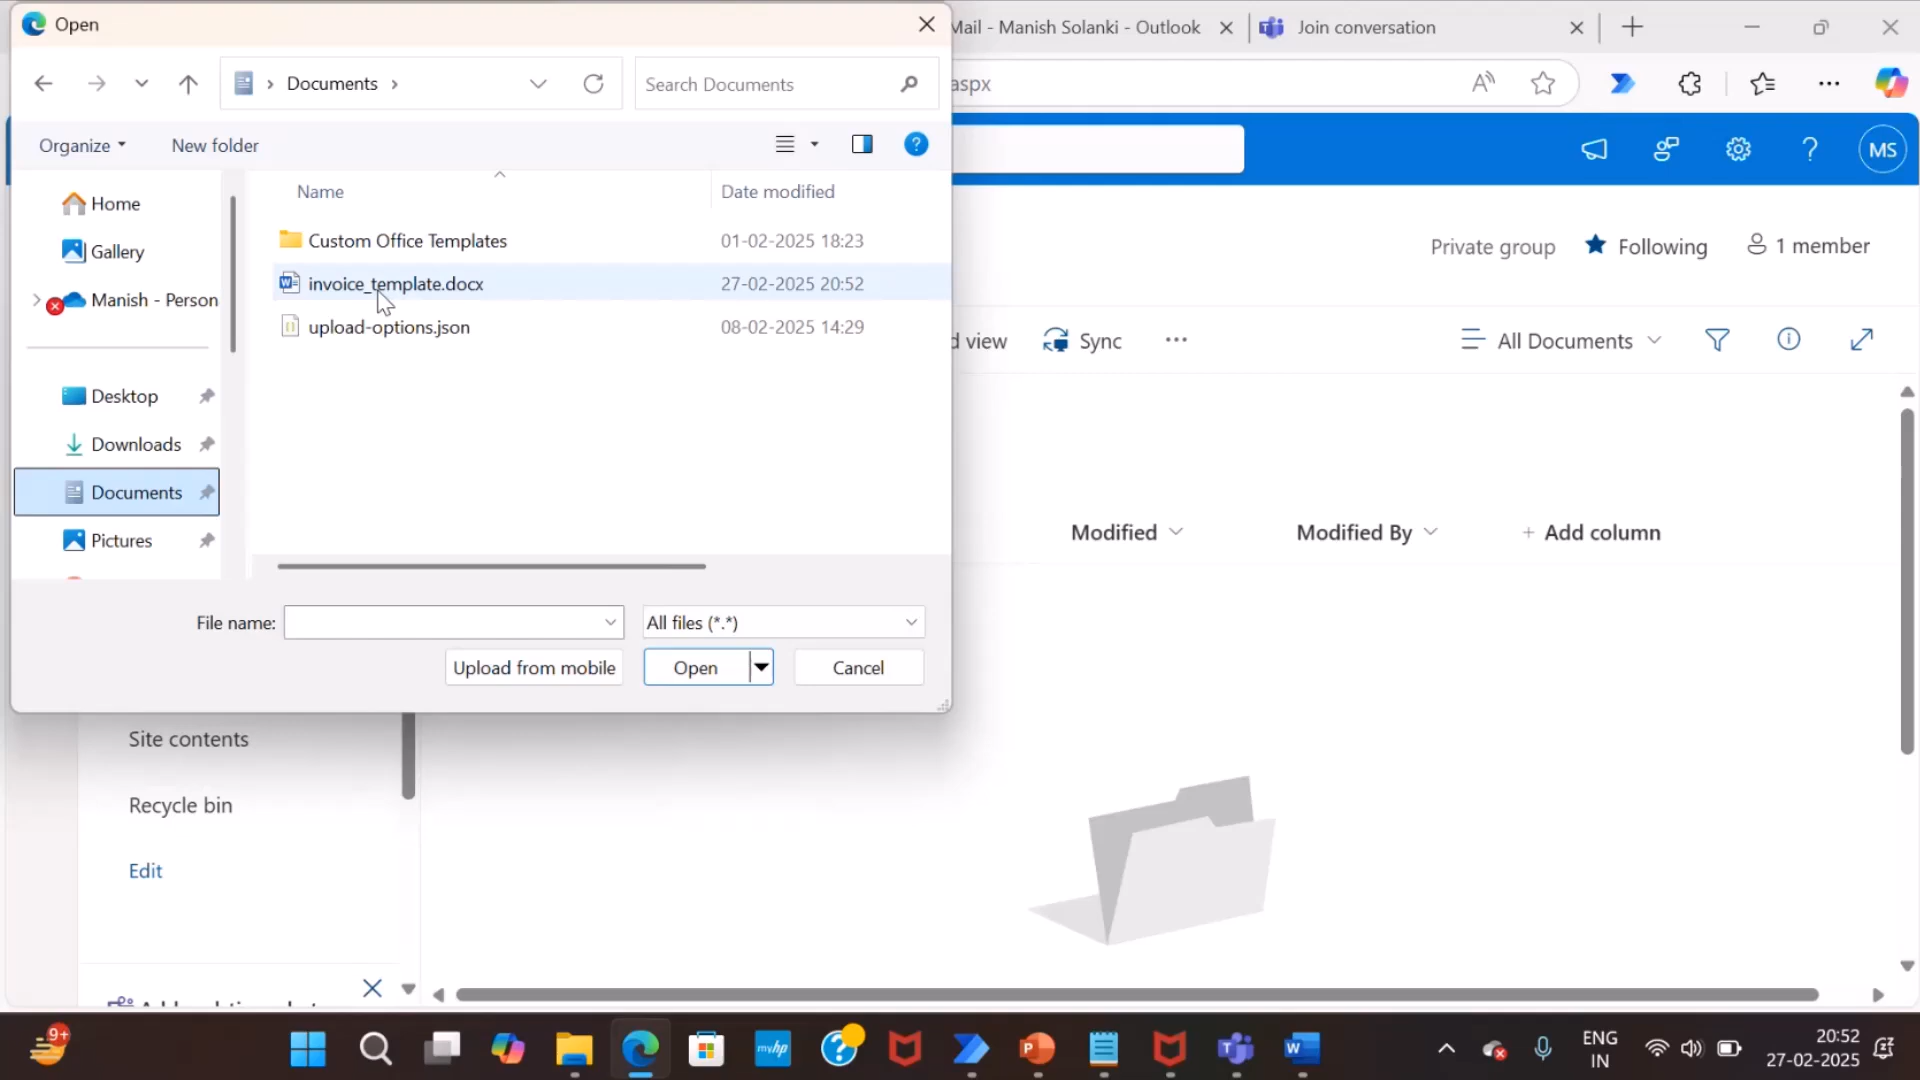 Open
Mail - Manish Solanki - Outlook
Join conversation
Documents
Search Documents
aspx
Organize
New folder
MS
Name
Date modified
Home
Custom Office Templates
01-02-2025 18:23
Gallery
invoice_template.docx
27-02-2025 20:52
Manish - Person
upload-options.json
08-02-2025 14:29
Private group
Following
1 member
d view
Sync
All Documents
Desktop
Downloads
Documents
Pictures
Modified
Modified By
+ Add column
File name:
All files (*.*)
Upload from mobile
Open
Cancel
Site contents
Recycle bin
Edit
9+
myhp
ENG
IN
20:52
27-02-2025